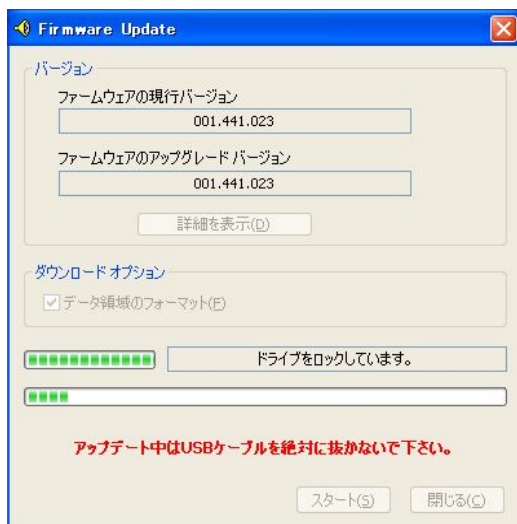 Firmware Update
バージョン
ファームウェアの現行バージョン
001.441.023
ファームウェアのアップグレード バージョン
001.441.023
詳細を表示(D)
ダウンロード オプション
データ領域のフォーマット(F)
ドライブをロックしています。
アップデート中はUSBケーブルを絶対に抜かないで下さい。
スタート(S) 閉じる(C)